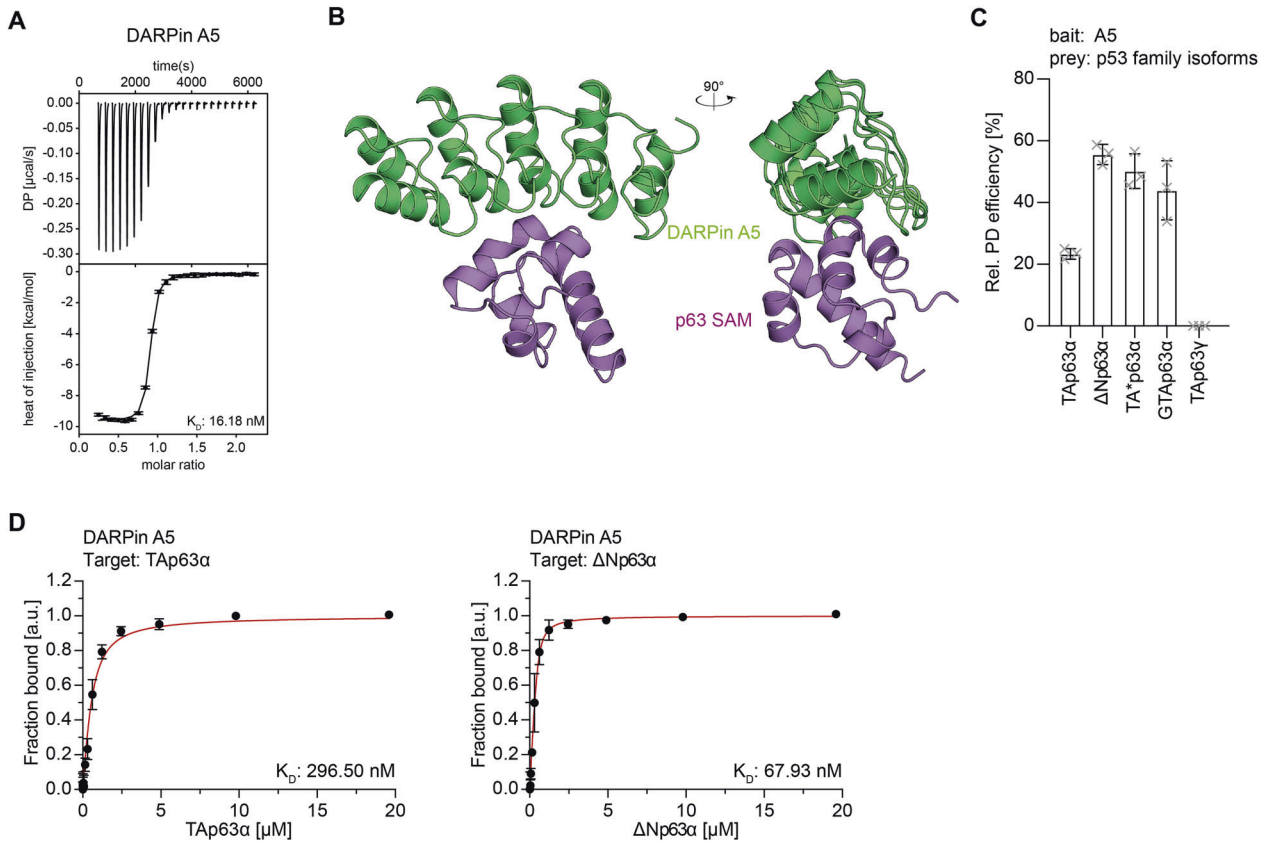 A
DARPin A5
time(s)
0 2000 4000 6000
0.00
-0.05
-0.10
-0.15
-0.20
-0.25
-0.30
DP [µcal/s]
0
-2
-4
-6
-8
-10
heat of injection [kcal/mol]
K_D: 16.18 nM
0.0 0.5 1.0 1.5 2.0
molar ratio
B
90°
DARPin A5
p63 SAM
C
bait: A5
prey: p53 family isoforms
80
60
40
20
0
Rel. PD efficiency [%]
TAp63α
ΔNp63α
TA*p63α
GTAp63α
TAp63γ
D
DARPin A5
Target: TAp63α
1.2
1.0
0.8
0.6
0.4
0.2
0.0
Fraction bound [a.u.]
K_D: 296.50 nM
0 5 10 15 20
TAp63α [µM]
DARPin A5
Target: ΔNp63α
1.2
1.0
0.8
0.6
0.4
0.2
0.0
Fraction bound [a.u.]
K_D: 67.93 nM
0 5 10 15 20
ΔNp63α [µM]